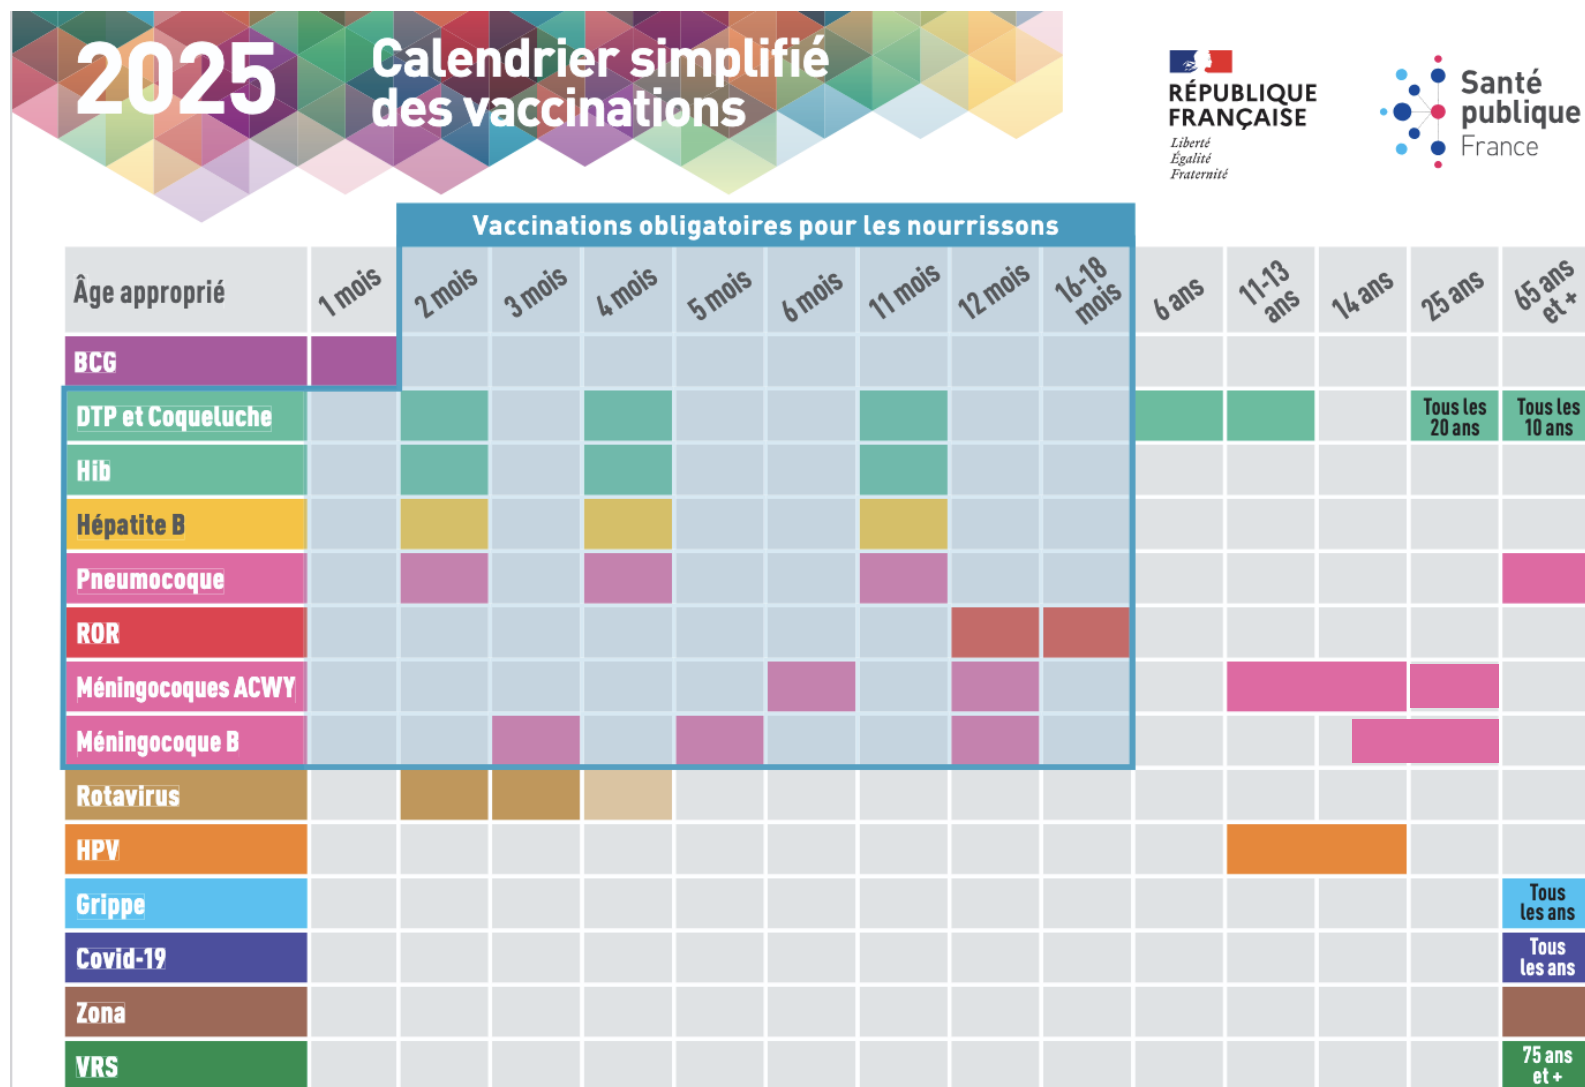 2025
Calendrier simplifié
des vaccinations
RÉPUBLIQUE
FRANÇAISE
Liberté
Égalité
Fraternité
Santé
publique
France
Vaccinations obligatoires pour les nourrissons
Âge approprié
1 mois
2 mois
3 mois
4 mois
5 mois
6 mois
11 mois
12 mois
16-18
mois
6 ans
11-13
ans
14 ans
25 ans
65 ans
et +
BCG
DTP et Coqueluche
Tous les
20 ans
Tous les
10 ans
Hib
Hépatite B
Pneumocoque
ROR
Méningocoques ACWY
Méningocoque B
Rotavirus
HPV
Grippe
Tous
les ans
Covid-19
Tous
les ans
Zona
VRS
75 ans
et +